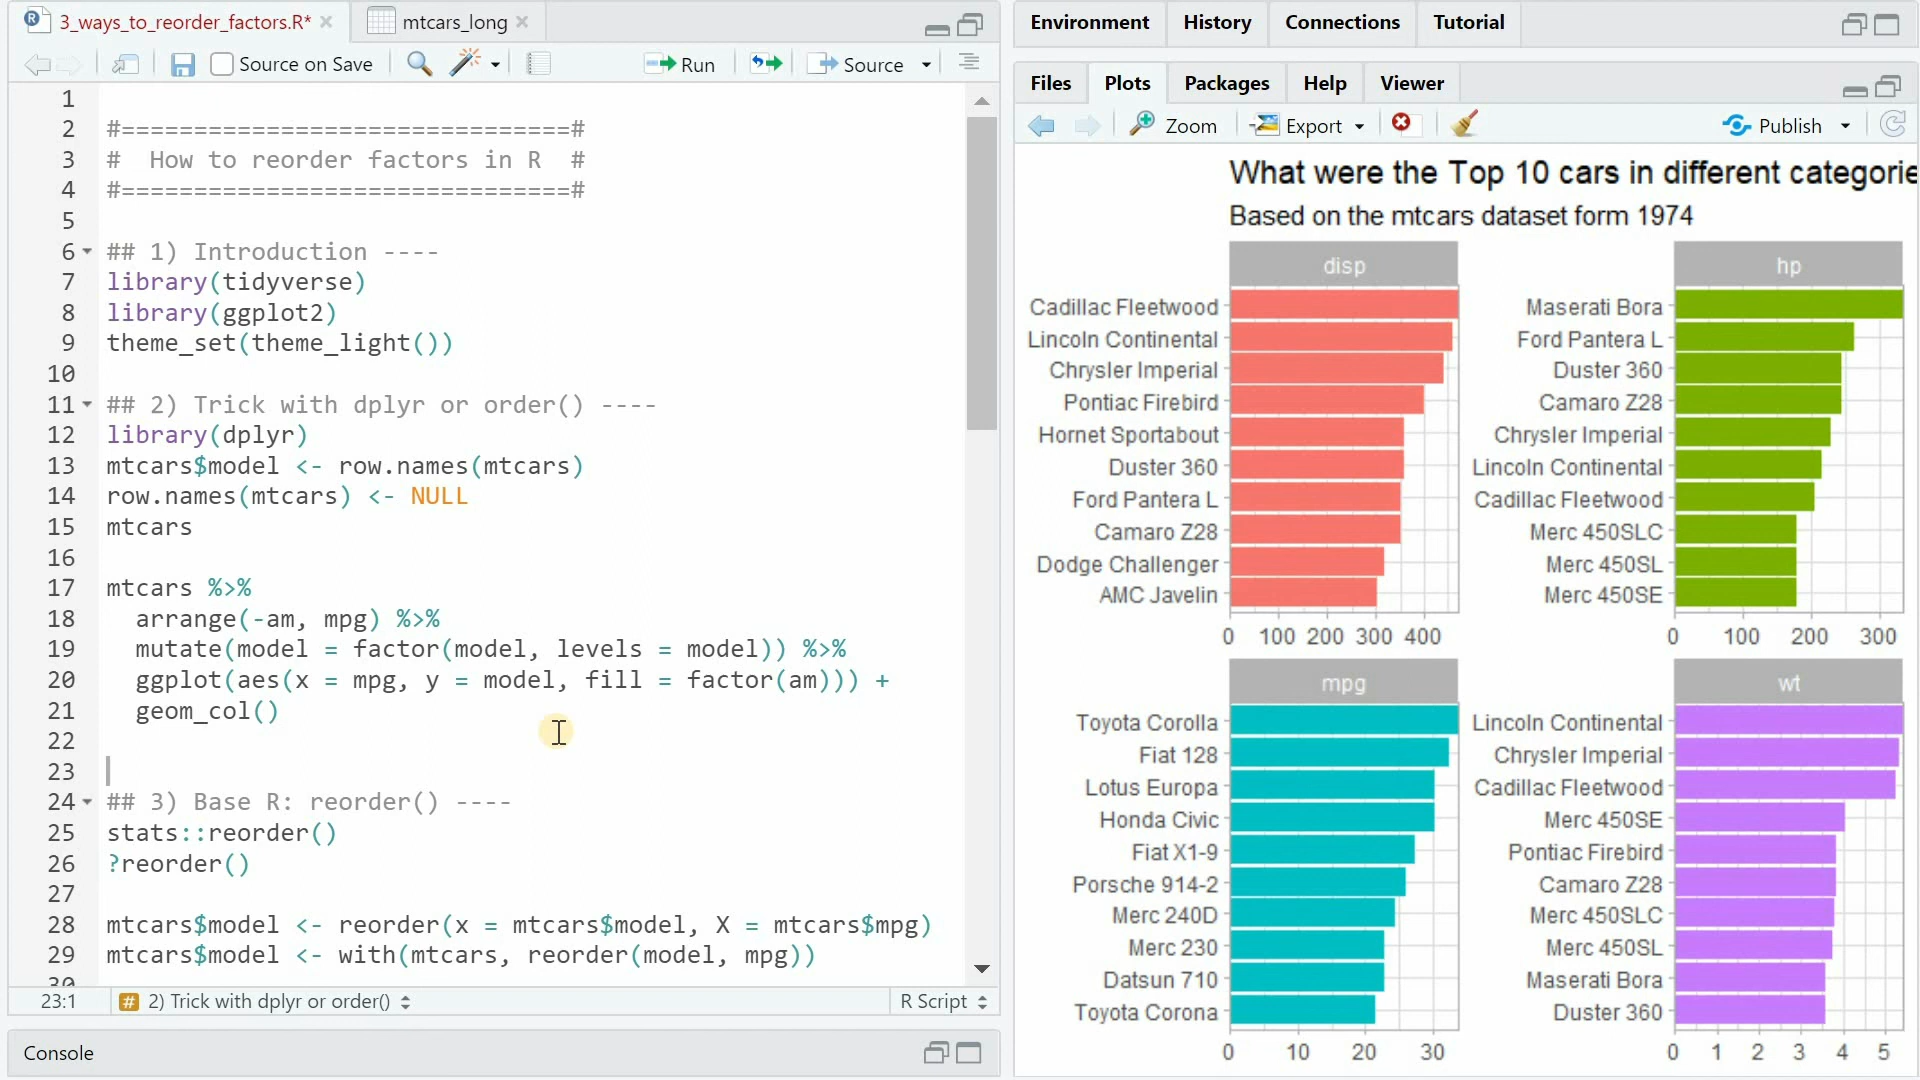 3_ways_to_reorder_factors.R*
mtcars_long
Source on Save
Run
Source
1
2 #===============================#
3 #  How to reorder factors in R  #
4 #===============================#
5
6 ## 1) Introduction ----
7 library(tidyverse)
8 library(ggplot2)
9 theme_set(theme_light())
10
11 ## 2) Trick with dplyr or order() ----
12 library(dplyr)
13 mtcars$model <- row.names(mtcars)
14 row.names(mtcars) <- NULL
15 mtcars
16
17 mtcars %>%
18   arrange(-am, mpg) %>%
19   mutate(model = factor(model, levels = model)) %>%
20   ggplot(aes(x = mpg, y = model, fill = factor(am))) +
21   geom_col()
22
23
24 ## 3) Base R: reorder() ----
25 stats::reorder()
26 ?reorder()
27
28 mtcars$model <- reorder(x = mtcars$model, X = mtcars$mpg)
29 mtcars$model <- with(mtcars, reorder(model, mpg))
30
23:1
# 2) Trick with dplyr or order()
R Script
Console
Environment
History
Connections
Tutorial
Files
Plots
Packages
Help
Viewer
Zoom
Export
Publish
What were the Top 10 cars in different categorie
Based on the mtcars dataset form 1974
disp
Cadillac Fleetwood
Lincoln Continental
Chrysler Imperial
Pontiac Firebird
Hornet Sportabout
Duster 360
Ford Pantera L
Camaro Z28
Dodge Challenger
AMC Javelin
0 100 200 300 400
hp
Maserati Bora
Ford Pantera L
Duster 360
Camaro Z28
Chrysler Imperial
Lincoln Continental
Cadillac Fleetwood
Merc 450SLC
Merc 450SL
Merc 450SE
0 100 200 300
mpg
Toyota Corolla
Fiat 128
Lotus Europa
Honda Civic
Fiat X1-9
Porsche 914-2
Merc 240D
Merc 230
Datsun 710
Toyota Corona
0 10 20 30
wt
Lincoln Continental
Chrysler Imperial
Cadillac Fleetwood
Merc 450SE
Pontiac Firebird
Camaro Z28
Merc 450SLC
Merc 450SL
Maserati Bora
Duster 360
0 1 2 3 4 5